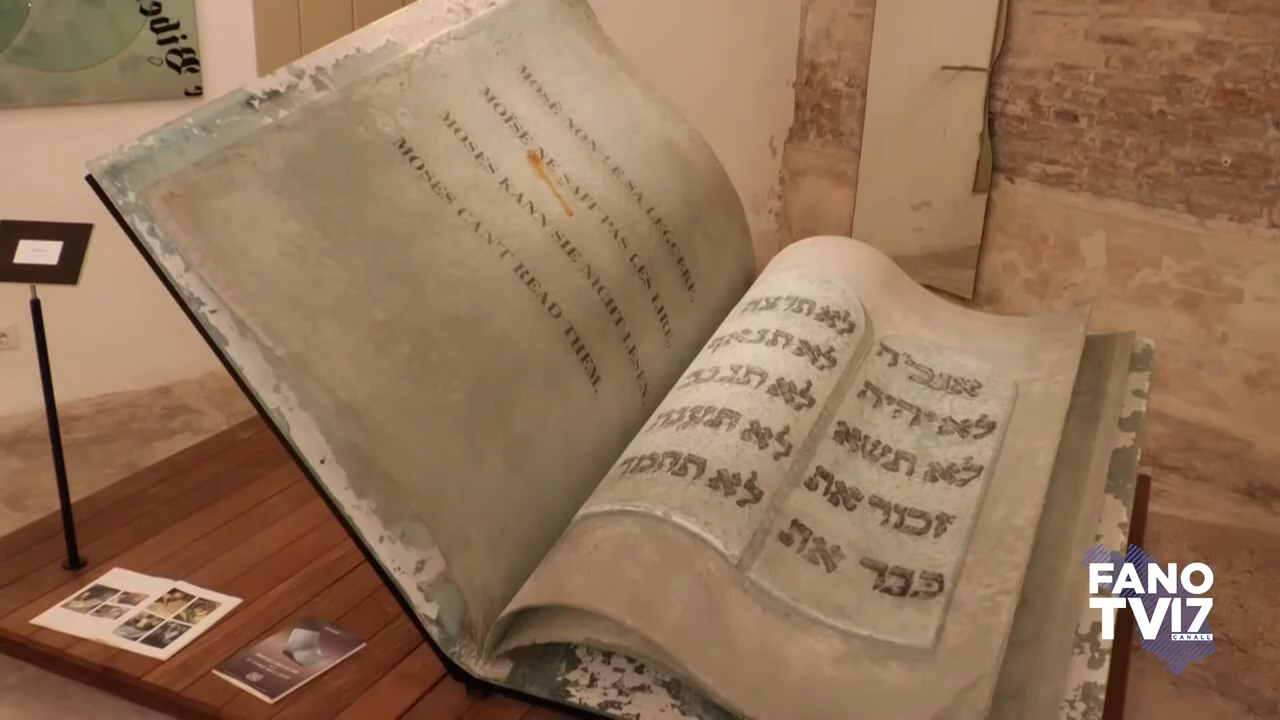 MOSÈ NON LE SA LEGGERE.
MOÏSE NE SAIT PAS LES LIRE.
MOSES KANN SIE NICHT LESEN.
MOSES CAN'T READ THEM.
אנכי ה
לא יהיה
לא תשא
זכור את
כבד את
לא תרצח
לא תנאף
לא תגנב
לא תענה
לא תחמד
FANO
TV17
CANALE